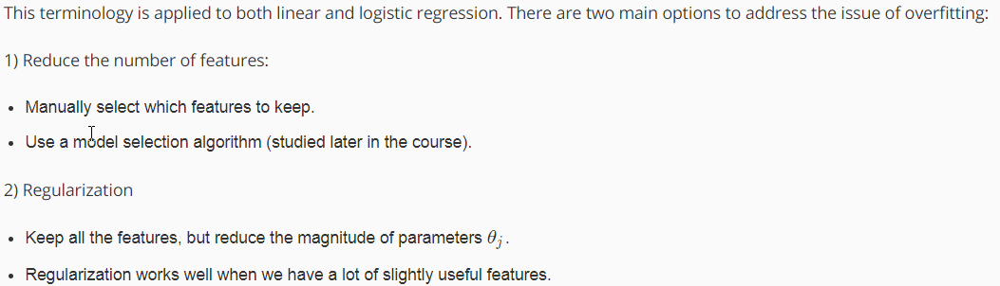 This terminology is applied to both linear and logistic regression. There are two main options to address the issue of overfitting:
1) Reduce the number of features:
• Manually select which features to keep.
• Use a model selection algorithm (studied later in the course).
2) Regularization
• Keep all the features, but reduce the magnitude of parameters θj.
• Regularization works well when we have a lot of slightly useful features.